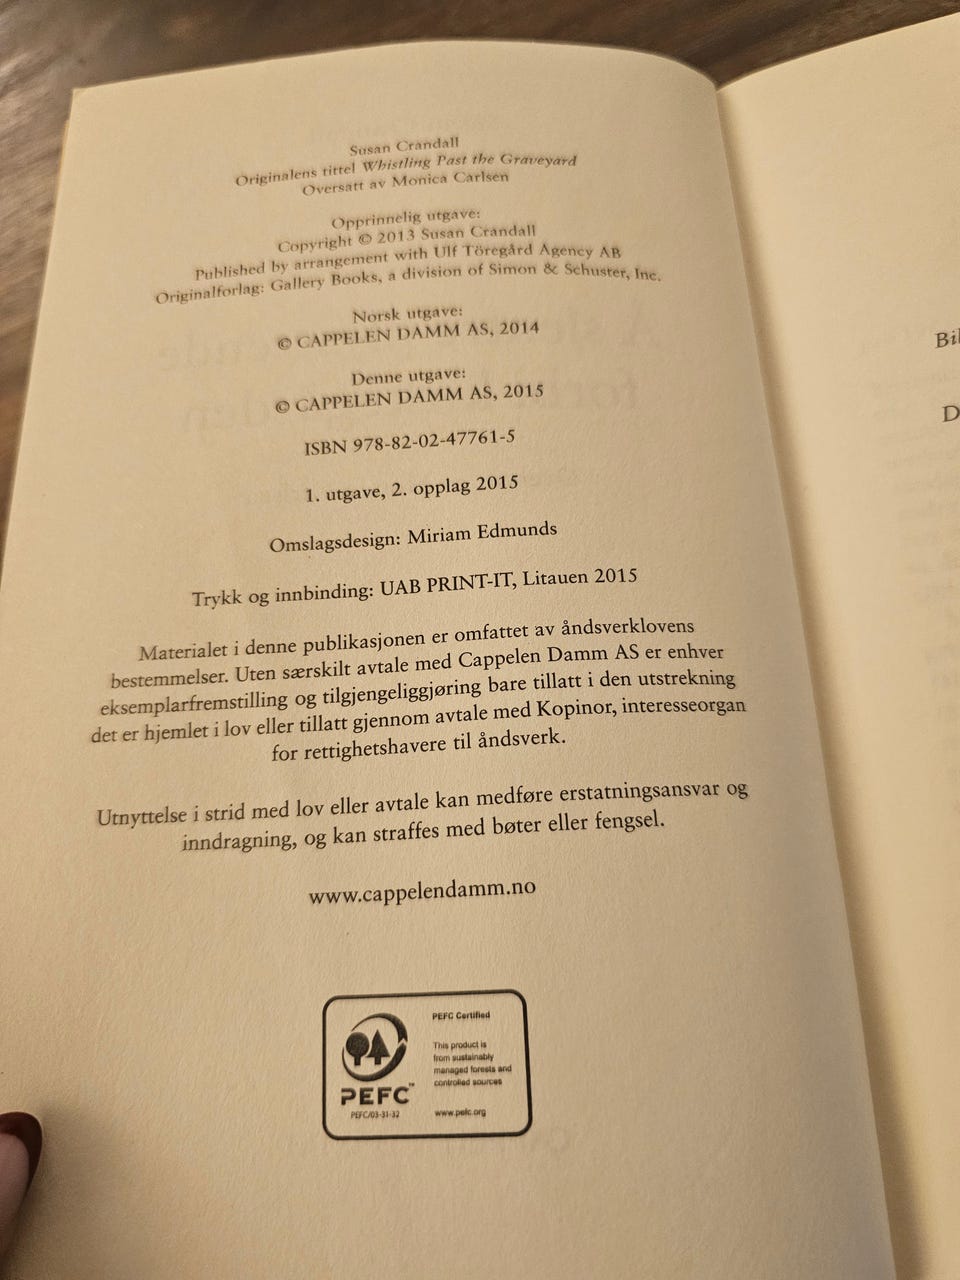 Susan Crandall
Originalens tittel Whistling Past the Graveyard
Oversatt av Monica Carlsen
Opprinnelig utgave:
Copyright © 2013 Susan Crandall
Published by arrangement with Ulf Töregård Agency AB
Originalforlag: Gallery Books, a division of Simon & Schuster, Inc.
Norsk utgave:
© CAPPELEN DAMM AS, 2014
Denne utgave:
© CAPPELEN DAMM AS, 2015
ISBN 978-82-02-47761-5
1. utgave, 2. opplag 2015
Omslagsdesign: Miriam Edmunds
Trykk og innbinding: UAB PRINT-IT, Litauen 2015
Materialet i denne publikasjonen er omfattet av åndsverklovens
bestemmelser. Uten særskilt avtale med Cappelen Damm AS er enhver
eksemplarfremstilling og tilgjengeliggjøring bare tillatt i den utstrekning
det er hjemlet i lov eller tillatt gjennom avtale med Kopinor, interesseorgan
for rettighetshavere til åndsverk.
Utnyttelse i strid med lov eller avtale kan medføre erstatningsansvar og
inndragning, og kan straffes med bøter eller fengsel.
www.cappelendamm.no
PEFC™
PEFC/03-31-32
PEFC Certified
This product is
from sustainably
managed forests and
controlled sources
www.pefc.org